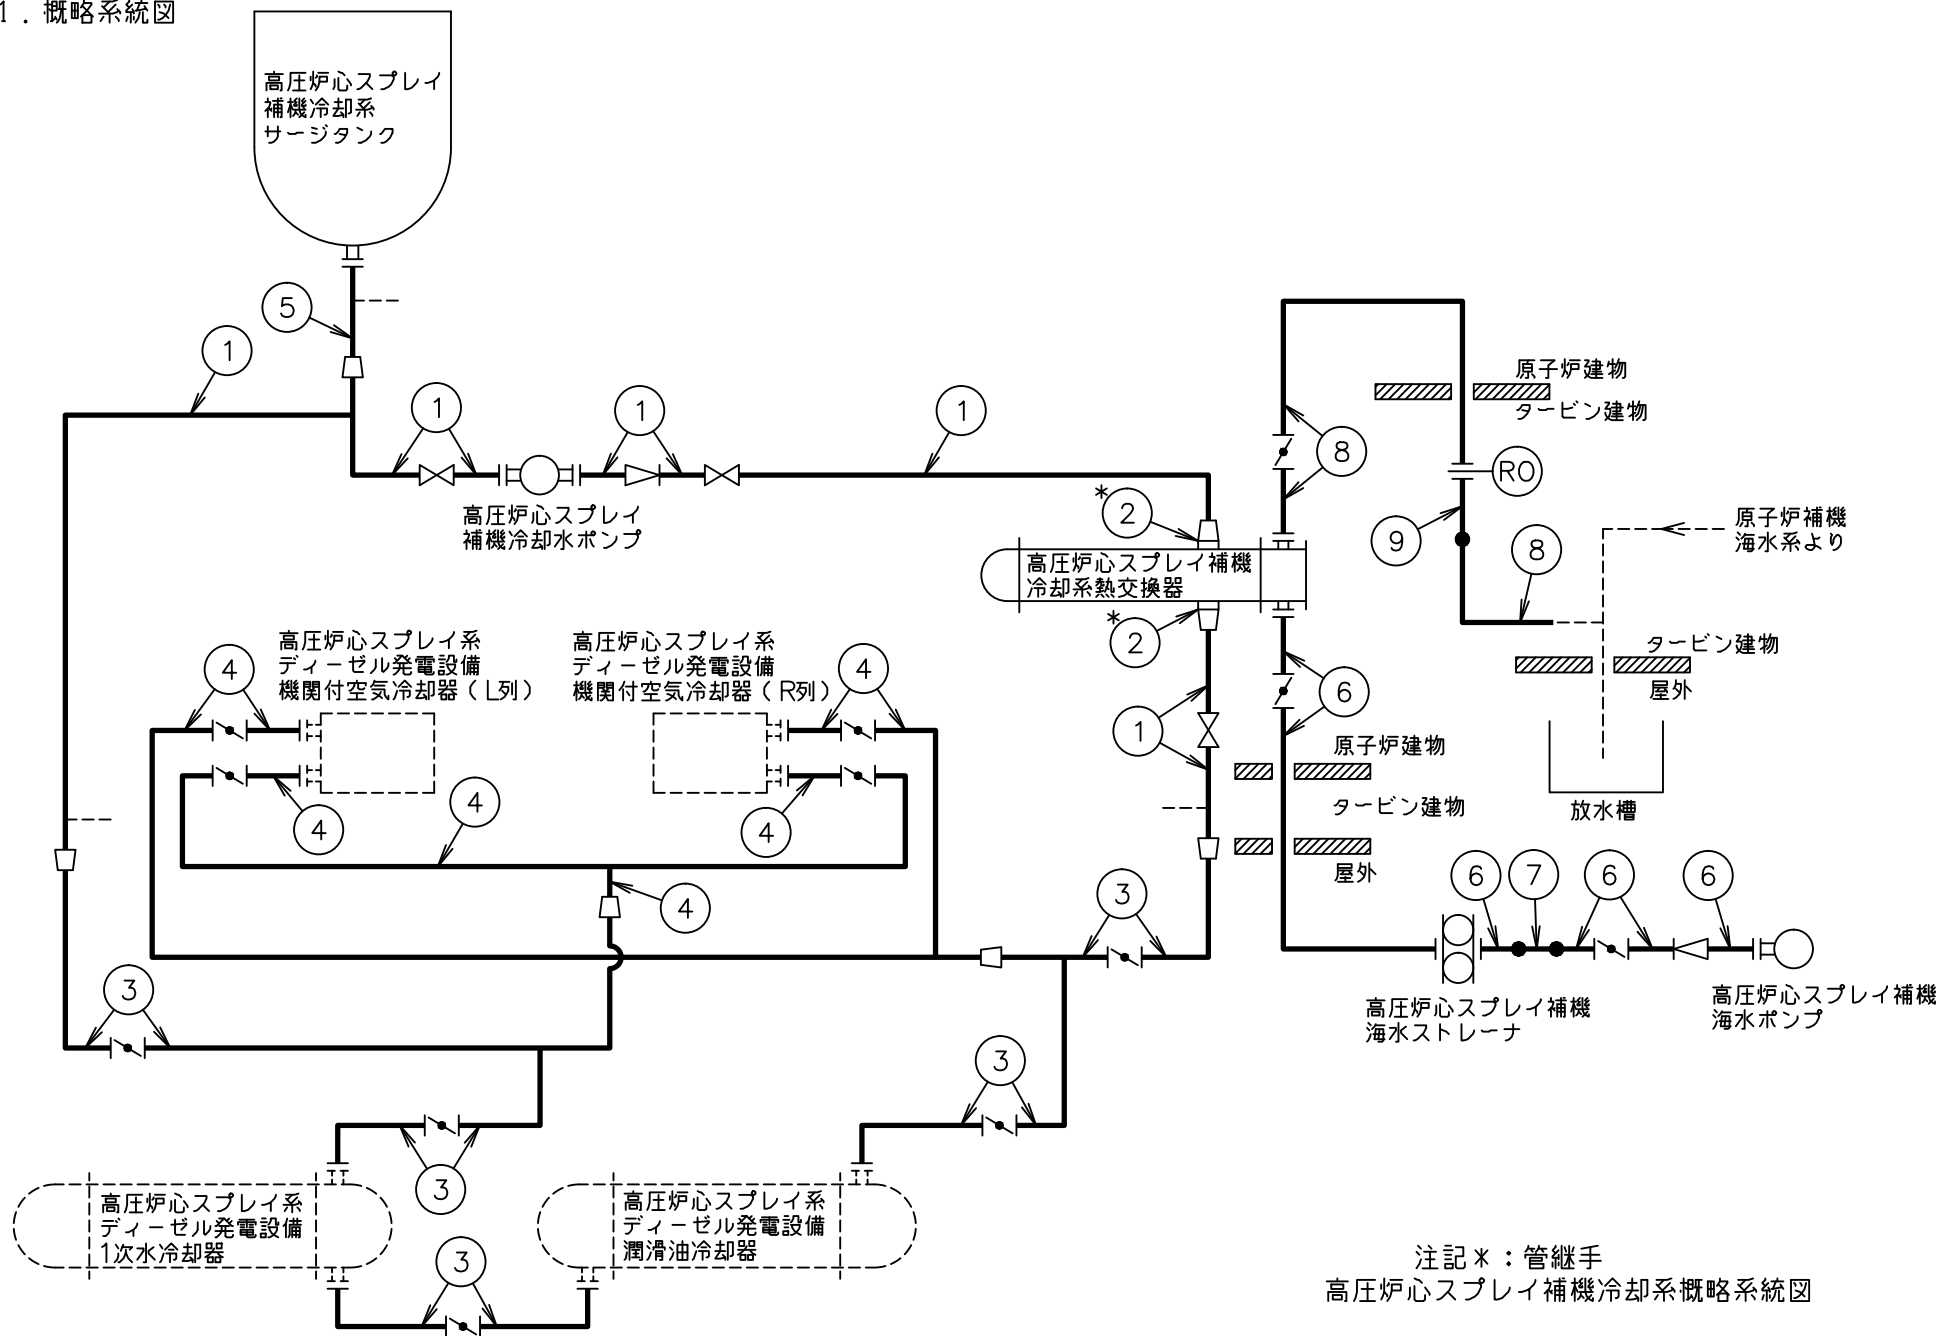 1．概略系統図
高圧炉心スプレイ
補機冷却系
サージタンク
5
1
1
1
1
8
原子炉建物
タービン建物
RO
高圧炉心スプレイ
補機冷却水ポンプ
*
2
9
8
原子炉補機
海水系より
高圧炉心スプレイ補機
冷却系熱交換器
*
2
高圧炉心スプレイ系
ディーゼル発電設備
機関付空気冷却器（L列）
高圧炉心スプレイ系
ディーゼル発電設備
機関付空気冷却器（R列）
4
4
6
タービン建物
屋外
1
原子炉建物
タービン建物
屋外
放水槽
4
4
4
4
3
6
7
6
6
高圧炉心スプレイ補機
海水ストレーナ
高圧炉心スプレイ補機
海水ポンプ
3
3
3
高圧炉心スプレイ系
ディーゼル発電設備
1次水冷却器
高圧炉心スプレイ系
ディーゼル発電設備
潤滑油冷却器
3
注記＊：管継手
高圧炉心スプレイ補機冷却系概略系統図